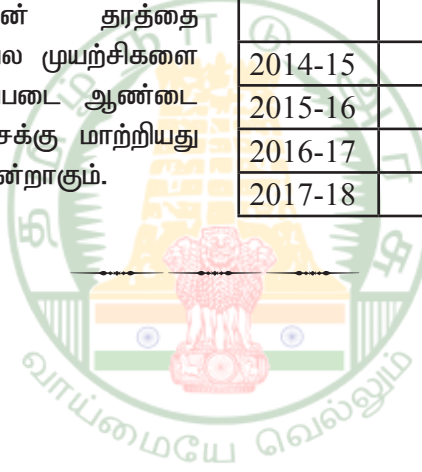 ன் தரத்தை
ல முயற்சிகளை
படை ஆண்டை
சக்கு மாற்றியது
ன்றாகும்.
2014-15
2015-16
2016-17
2017-18
வாய்மையே வெல்லும்